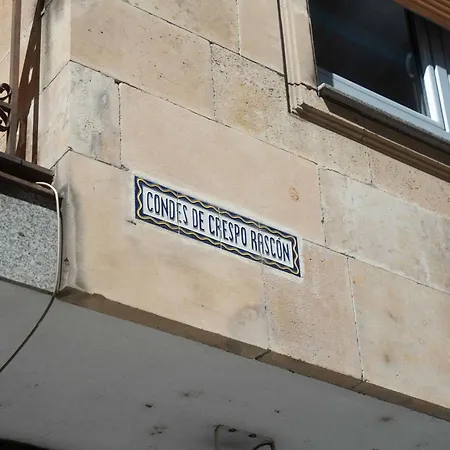 CONDES DE CRESPO RASCÓN